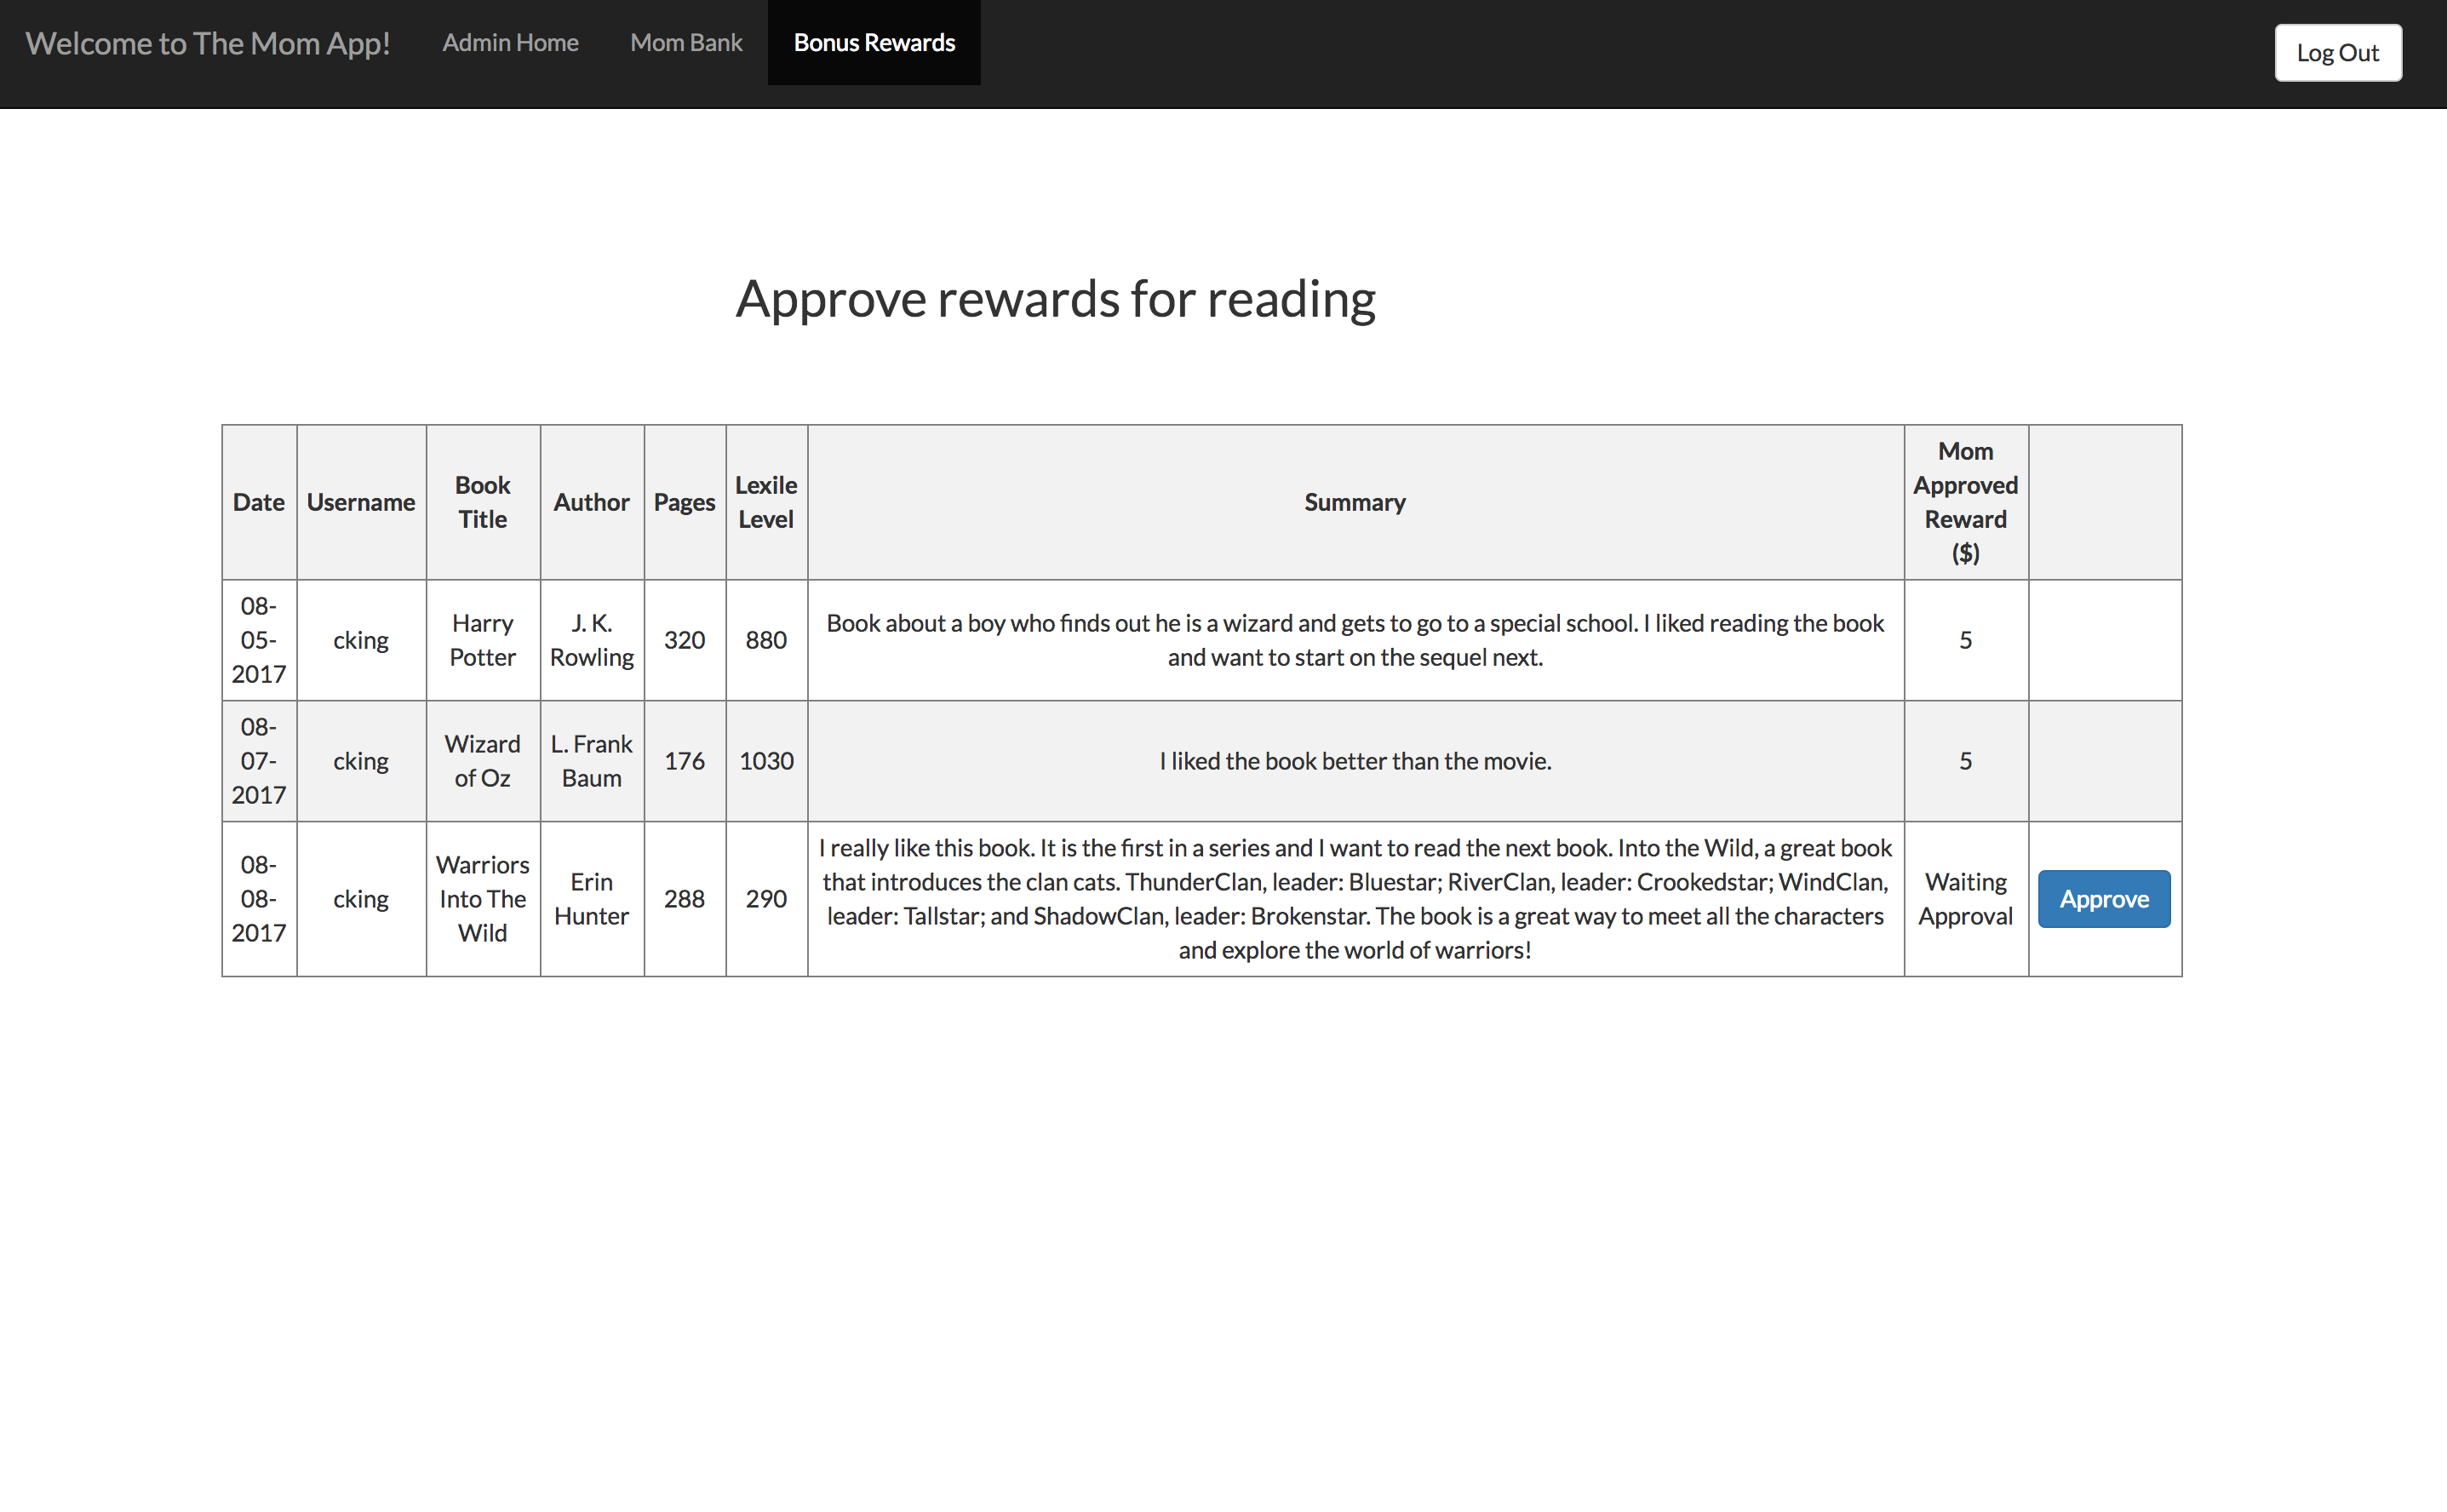 Welcome to The Mom App! Admin Home Mom Bank Bonus Rewards Log Out
Approve rewards for reading
Date Username Book Title Author Pages Lexile Level Summary Mom Approved Reward ($)
08-05-2017 cking Harry Potter J. K. Rowling 320 880 Book about a boy who finds out he is a wizard and gets to go to a special school. I liked reading the book and want to start on the sequel next. 5
08-07-2017 cking Wizard of Oz L. Frank Baum 176 1030 I liked the book better than the movie. 5
08-08-2017 cking Warriors Into The Wild Erin Hunter 288 290 I really like this book. It is the first in a series and I want to read the next book. Into the Wild, a great book that introduces the clan cats. ThunderClan, leader: Bluestar; RiverClan, leader: Crookedstar; WindClan, leader: Tallstar; and ShadowClan, leader: Brokenstar. The book is a great way to meet all the characters and explore the world of warriors! Waiting Approval Approve